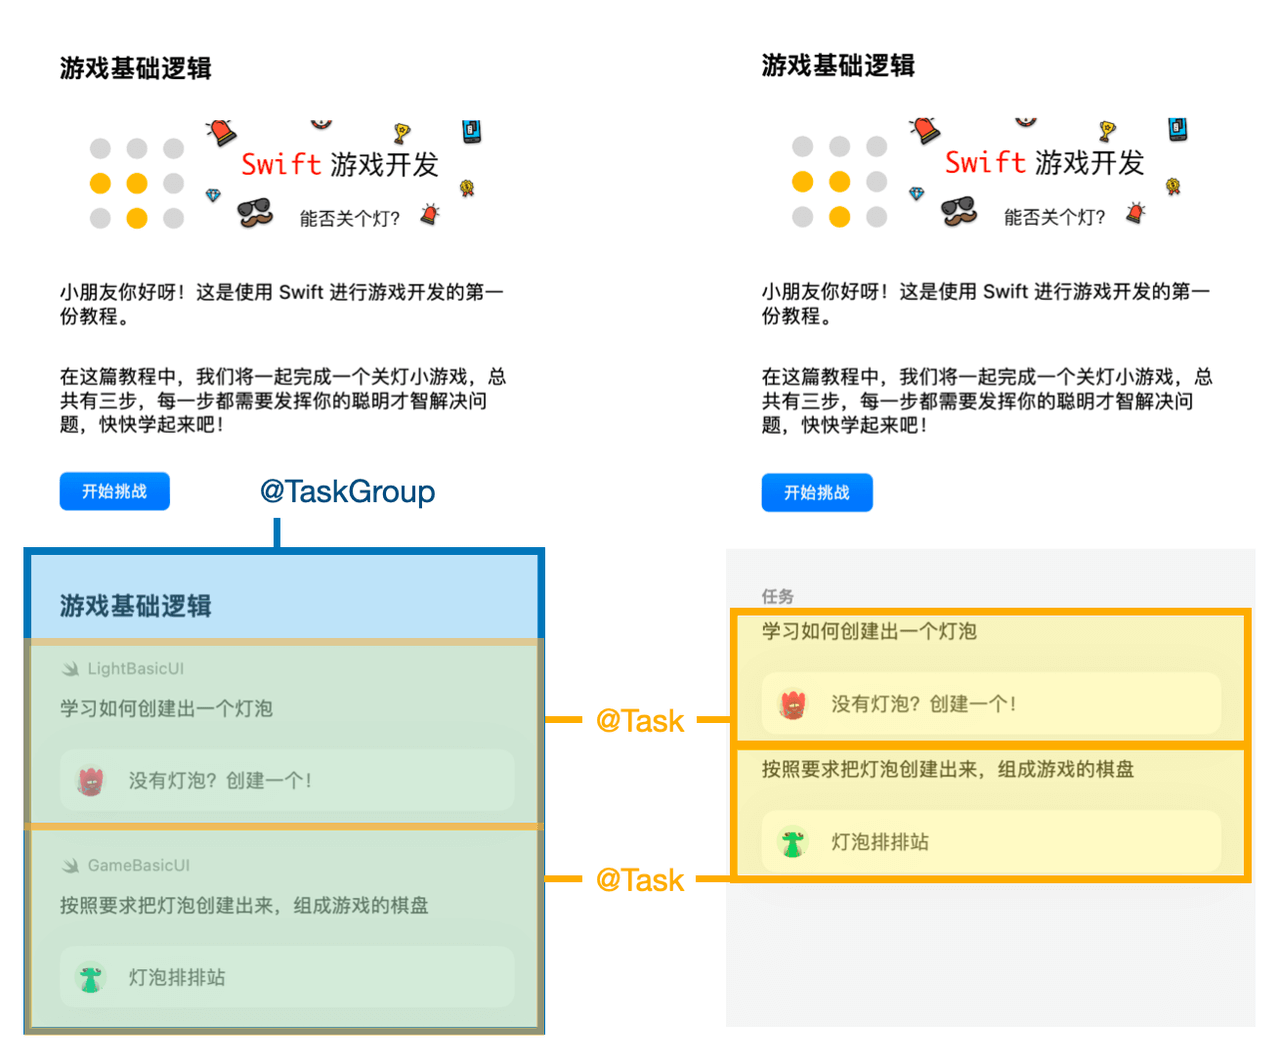 游戏基础逻辑
Swift 游戏开发
能否关个灯？
小朋友你好呀！这是使用 Swift 进行游戏开发的第一
份教程。
在这篇教程中，我们将一起完成一个关灯小游戏，总
共有三步，每一步都需要发挥你的聪明才智解决问
题，快快学起来吧！
开始挑战
@TaskGroup
游戏基础逻辑
LightBasicUI
学习如何创建出一个灯泡
没有灯泡？创建一个！
GameBasicUI
按照要求把灯泡创建出来，组成游戏的棋盘
灯泡排排站
@Task
@Task
游戏基础逻辑
Swift 游戏开发
能否关个灯？
小朋友你好呀！这是使用 Swift 进行游戏开发的第一
份教程。
在这篇教程中，我们将一起完成一个关灯小游戏，总
共有三步，每一步都需要发挥你的聪明才智解决问
题，快快学起来吧！
开始挑战
任务
学习如何创建出一个灯泡
没有灯泡？创建一个！
按照要求把灯泡创建出来，组成游戏的棋盘
灯泡排排站